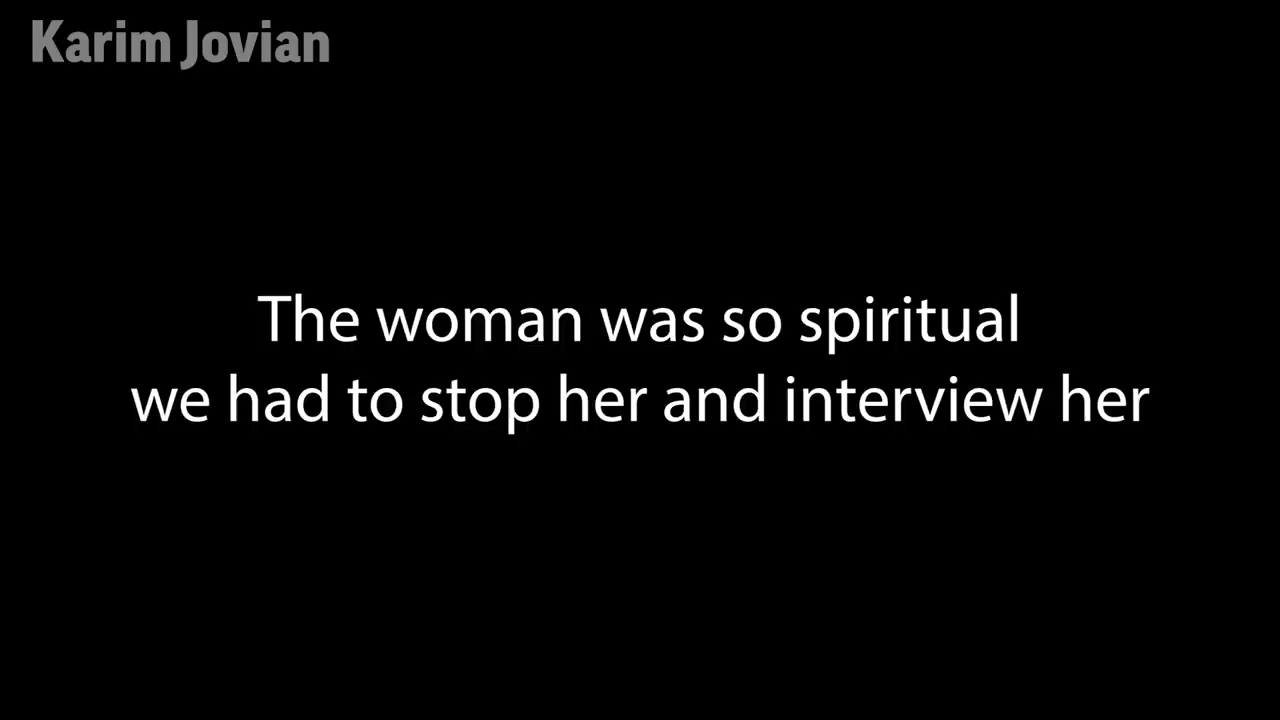 Karim Jovian
The woman was so spiritual
we had to stop her and interview her